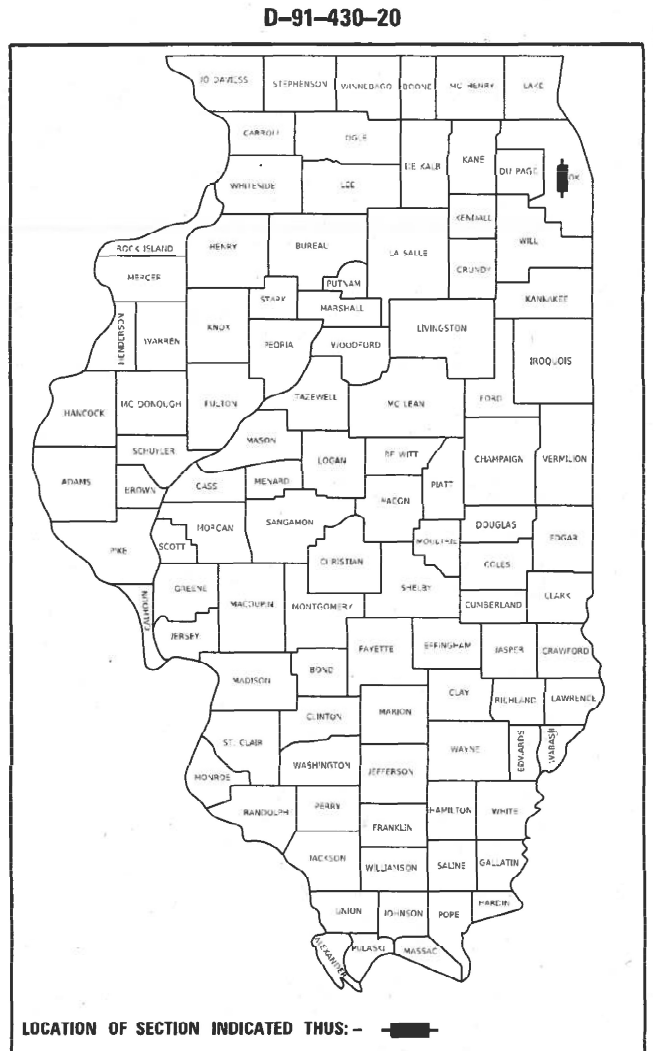 D-91-430-20
JO DAVIESS STEPHENSON WINNEBAGO BOONE MC HENRY LAKE
CARROLL OGLE
DE KALB KANE DU PAGE
WHITESIDE LEE
KENDALL
ROCK ISLAND HENRY BUREAU LA SALLE WILL
GRUNDY
MERCER PUTNAM
STARK MARSHALL KANKAKEE
HENDERSON WARREN KNOX PEORIA WOODFORD LIVINGSTON
IROQUOIS
TAZEWELL MC LEAN FORD
HANCOCK MC DONOUGH FULTON
MASON
SCHUYLER LOGAN DE WITT CHAMPAIGN VERMILION
ADAMS BROWN CASS MENARD PIATT
MACON
MORGAN SANGAMON DOUGLAS
PIKE SCOTT MOULTRIE EDGAR
CHRISTIAN COLES
GREENE SHELBY
CALHOUN MACOUPIN MONTGOMERY CUMBERLAND CLARK
JERSEY
FAYETTE EFFINGHAM JASPER CRAWFORD
MADISON BOND
CLAY RICHLAND LAWRENCE
CLINTON MARION
ST. CLAIR WAYNE EDWARDS WABASH
WASHINGTON JEFFERSON
MONROE
RANDOLPH PERRY HAMILTON WHITE
FRANKLIN
JACKSON WILLIAMSON SALINE GALLATIN
UNION JOHNSON POPE HARDIN
ALEXANDER PULASKI MASSAC
LOCATION OF SECTION INDICATED THUS: -